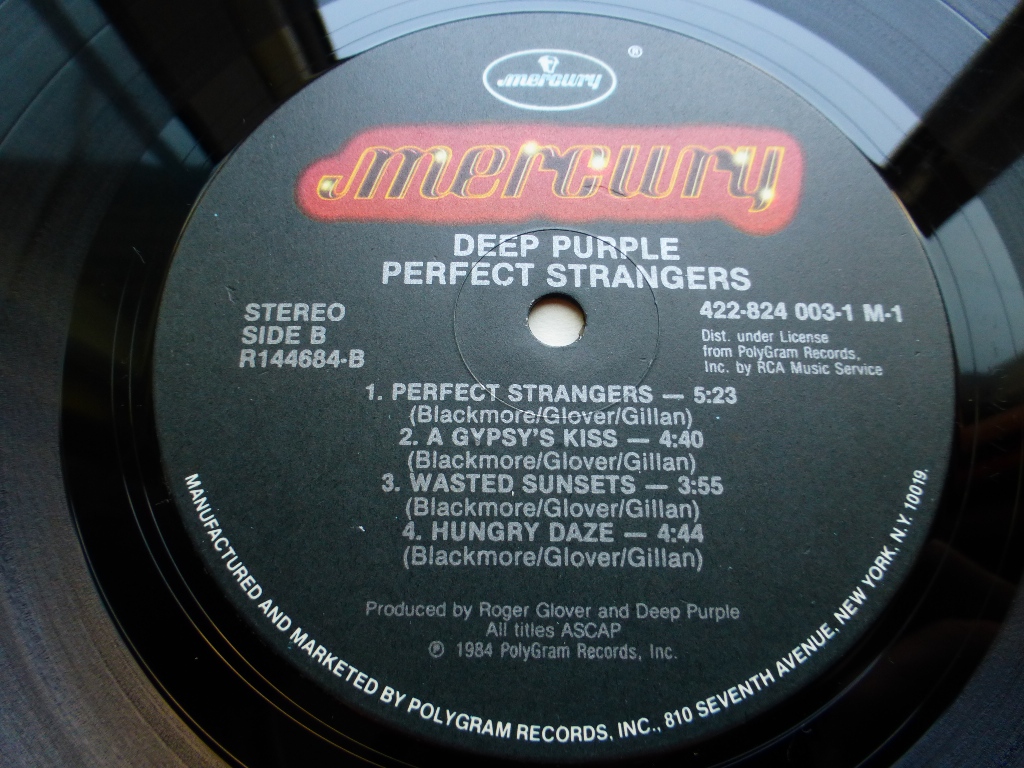 mercury
®
mercury
DEEP PURPLE
PERFECT STRANGERS
STEREO
SIDE B
R144684-B
422-824 003-1 M-1
Dist. under License
from PolyGram Records,
Inc. by RCA Music Service
1. PERFECT STRANGERS — 5:23
(Blackmore/Glover/Gillan)
2. A GYPSY'S KISS — 4:40
(Blackmore/Glover/Gillan)
3. WASTED SUNSETS — 3:55
(Blackmore/Glover/Gillan)
4. HUNGRY DAZE — 4:44
(Blackmore/Glover/Gillan)
Produced by Roger Glover and Deep Purple
All titles ASCAP
℗ 1984 PolyGram Records, Inc.
MANUFACTURED AND MARKETED BY POLYGRAM RECORDS, INC., 810 SEVENTH AVENUE, NEW YORK, N.Y. 10019.